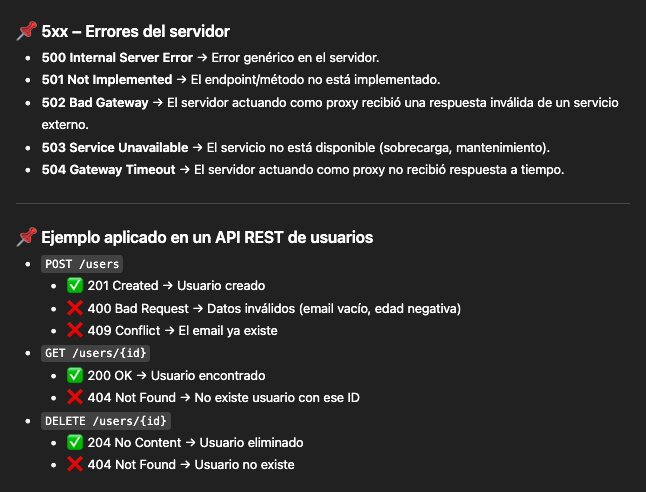 📌 5xx – Errores del servidor
• 500 Internal Server Error → Error genérico en el servidor.
• 501 Not Implemented → El endpoint/método no está implementado.
• 502 Bad Gateway → El servidor actuando como proxy recibió una respuesta inválida de un servicio
externo.
• 503 Service Unavailable → El servicio no está disponible (sobrecarga, mantenimiento).
• 504 Gateway Timeout → El servidor actuando como proxy no recibió respuesta a tiempo.
📌 Ejemplo aplicado en un API REST de usuarios
• POST /users
• ✅ 201 Created → Usuario creado
• ❌ 400 Bad Request → Datos inválidos (email vacío, edad negativa)
• ❌ 409 Conflict → El email ya existe
• GET /users/{id}
• ✅ 200 OK → Usuario encontrado
• ❌ 404 Not Found → No existe usuario con ese ID
• DELETE /users/{id}
• ✅ 204 No Content → Usuario eliminado
• ❌ 404 Not Found → Usuario no existe